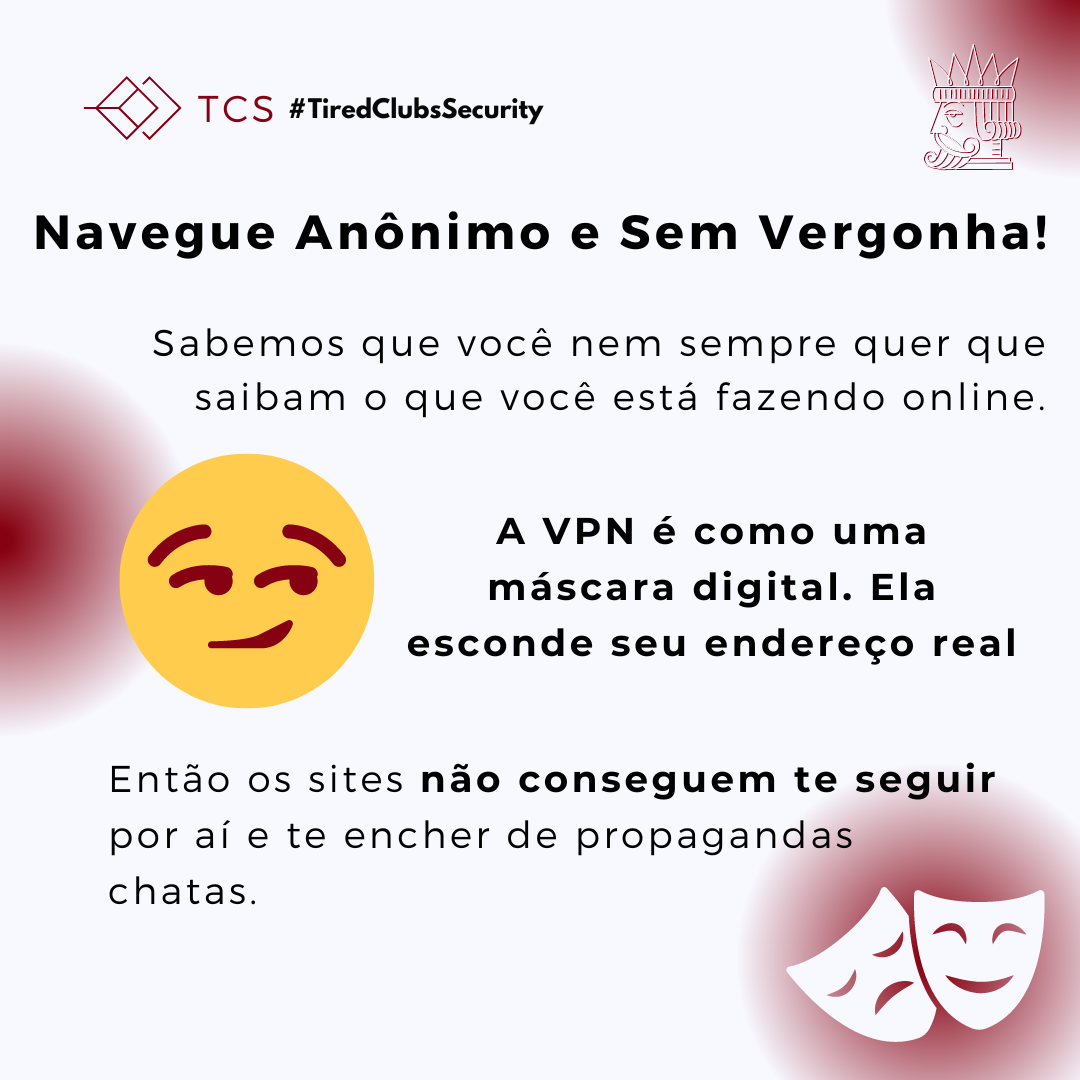 TCS #TiredClubsSecurity
Navegue Anônimo e Sem Vergonha!
Sabemos que você nem sempre quer que
saibam o que você está fazendo online.
A VPN é como uma
máscara digital. Ela
esconde seu endereço real
Então os sites não conseguem te seguir
por aí e te encher de propagandas
chatas.